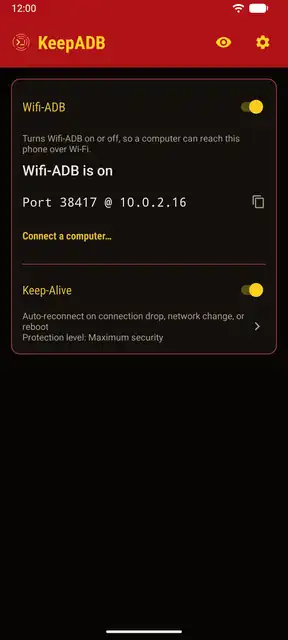 12:00
KeepADB
Wifi-ADB
Turns Wifi-ADB on or off, so a computer can reach this
phone over Wi-Fi.
Wifi-ADB is on
Port 38417 @ 10.0.2.16
Connect a computer…
Keep-Alive
Auto-reconnect on connection drop, network change, or
reboot
Protection level: Maximum security